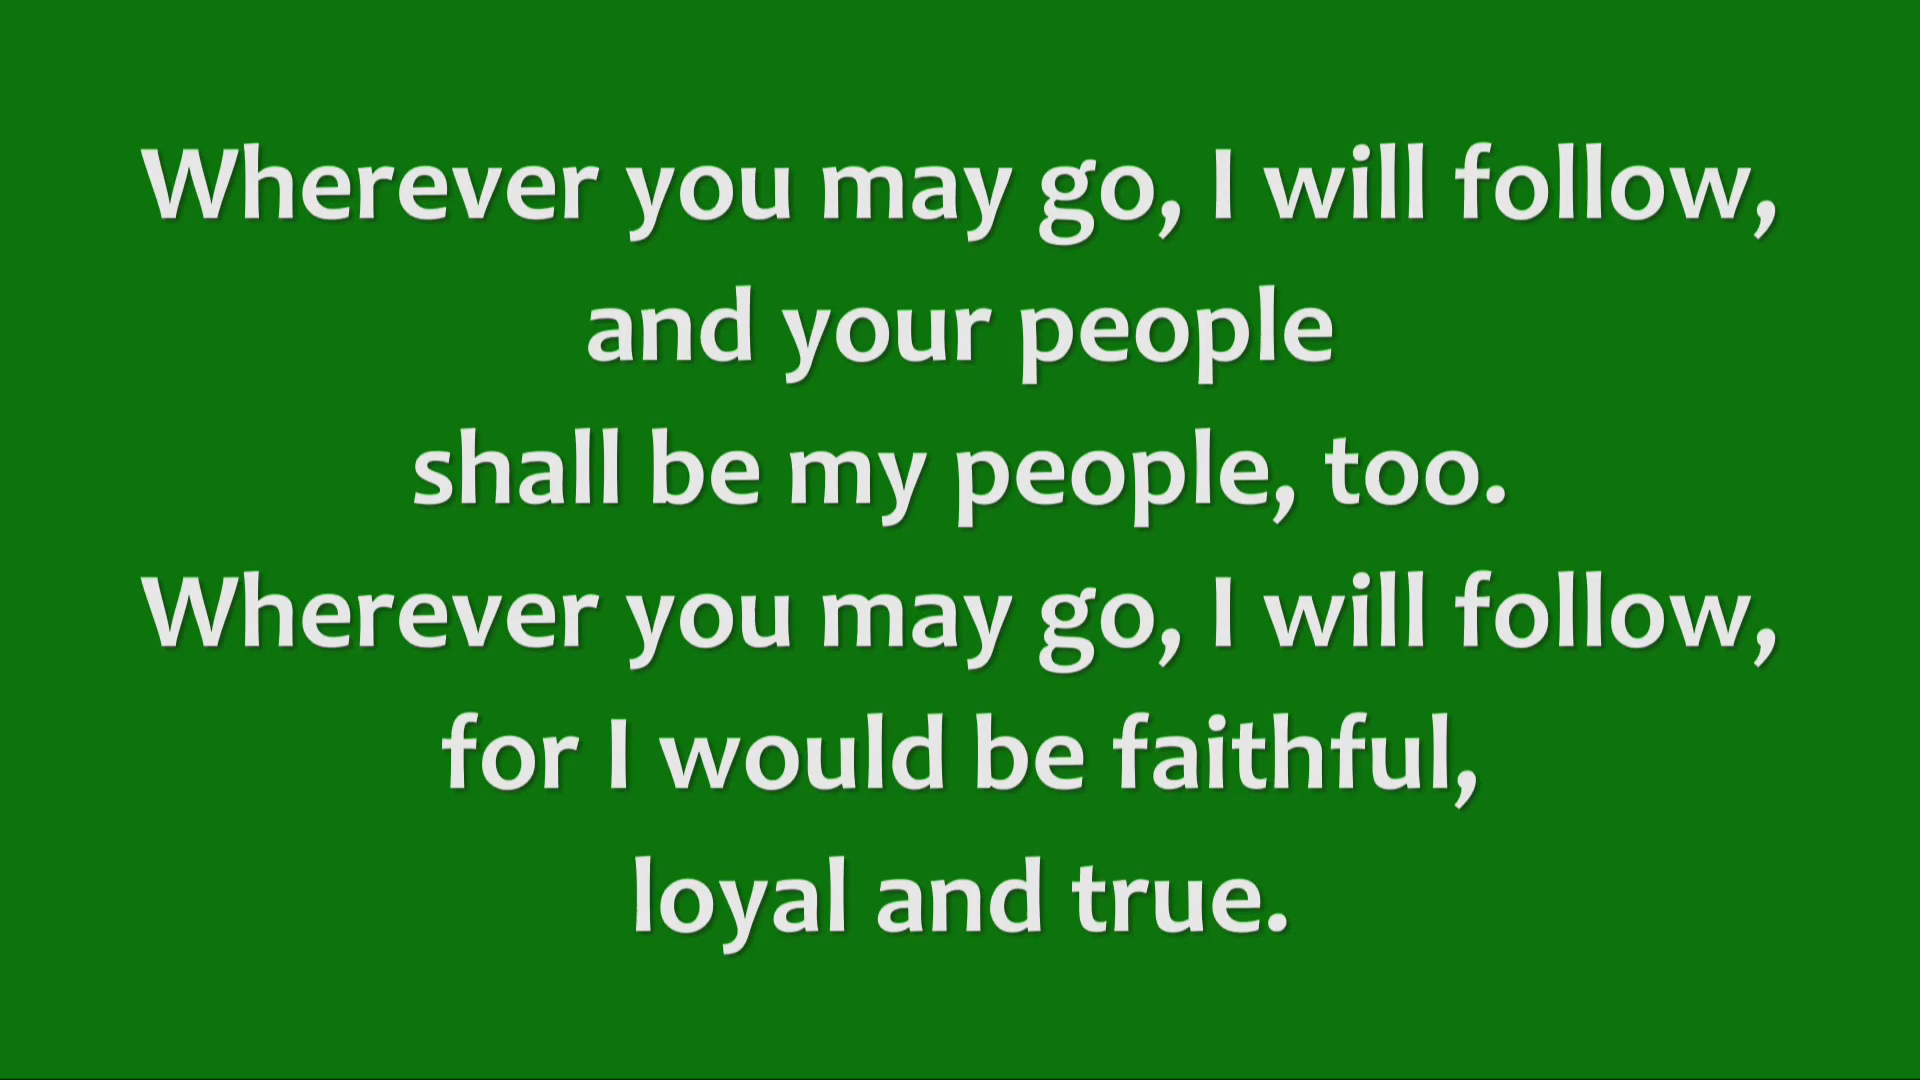 Wherever you may go, I will follow,
and your people
shall be my people, too.
Wherever you may go, I will follow,
for I would be faithful,
loyal and true.